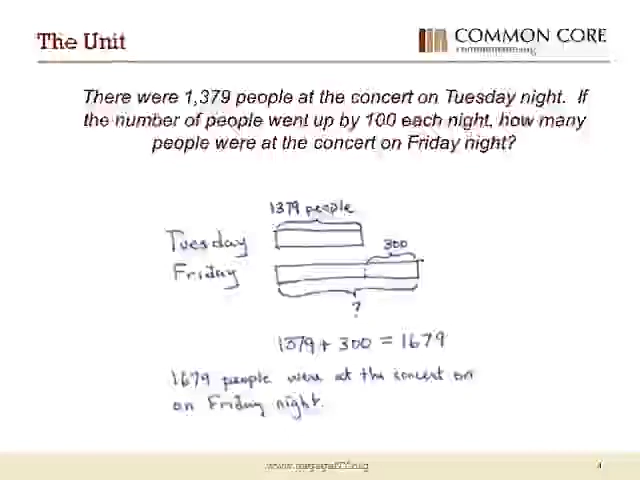 The Unit
COMMON CORE
There were 1,379 people at the concert on Tuesday night. If
the number of people went up by 100 each night, how many
people were at the concert on Friday night?
1379 people
Tuesday
300
Friday
?
1379 + 300 = 1679
1679 people were at the concert on
on Friday night.
4